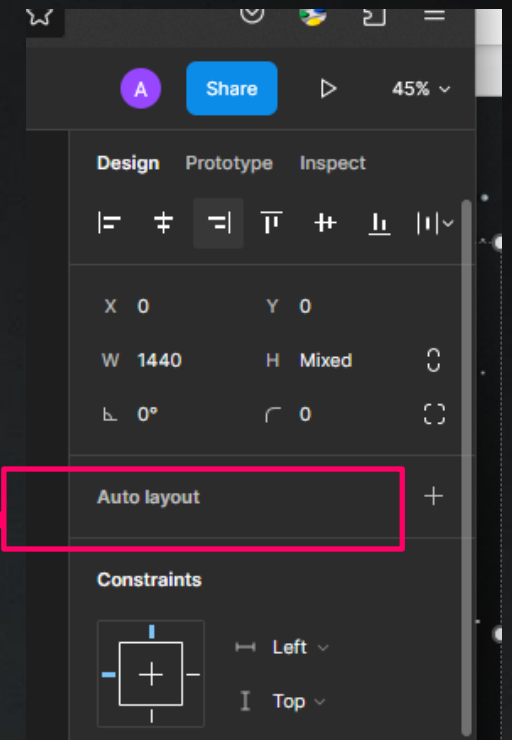 A Share 45%
Design Prototype Inspect
X 0 Y 0
W 1440 H Mixed
0° 0
Auto layout
Constraints
Left
Top